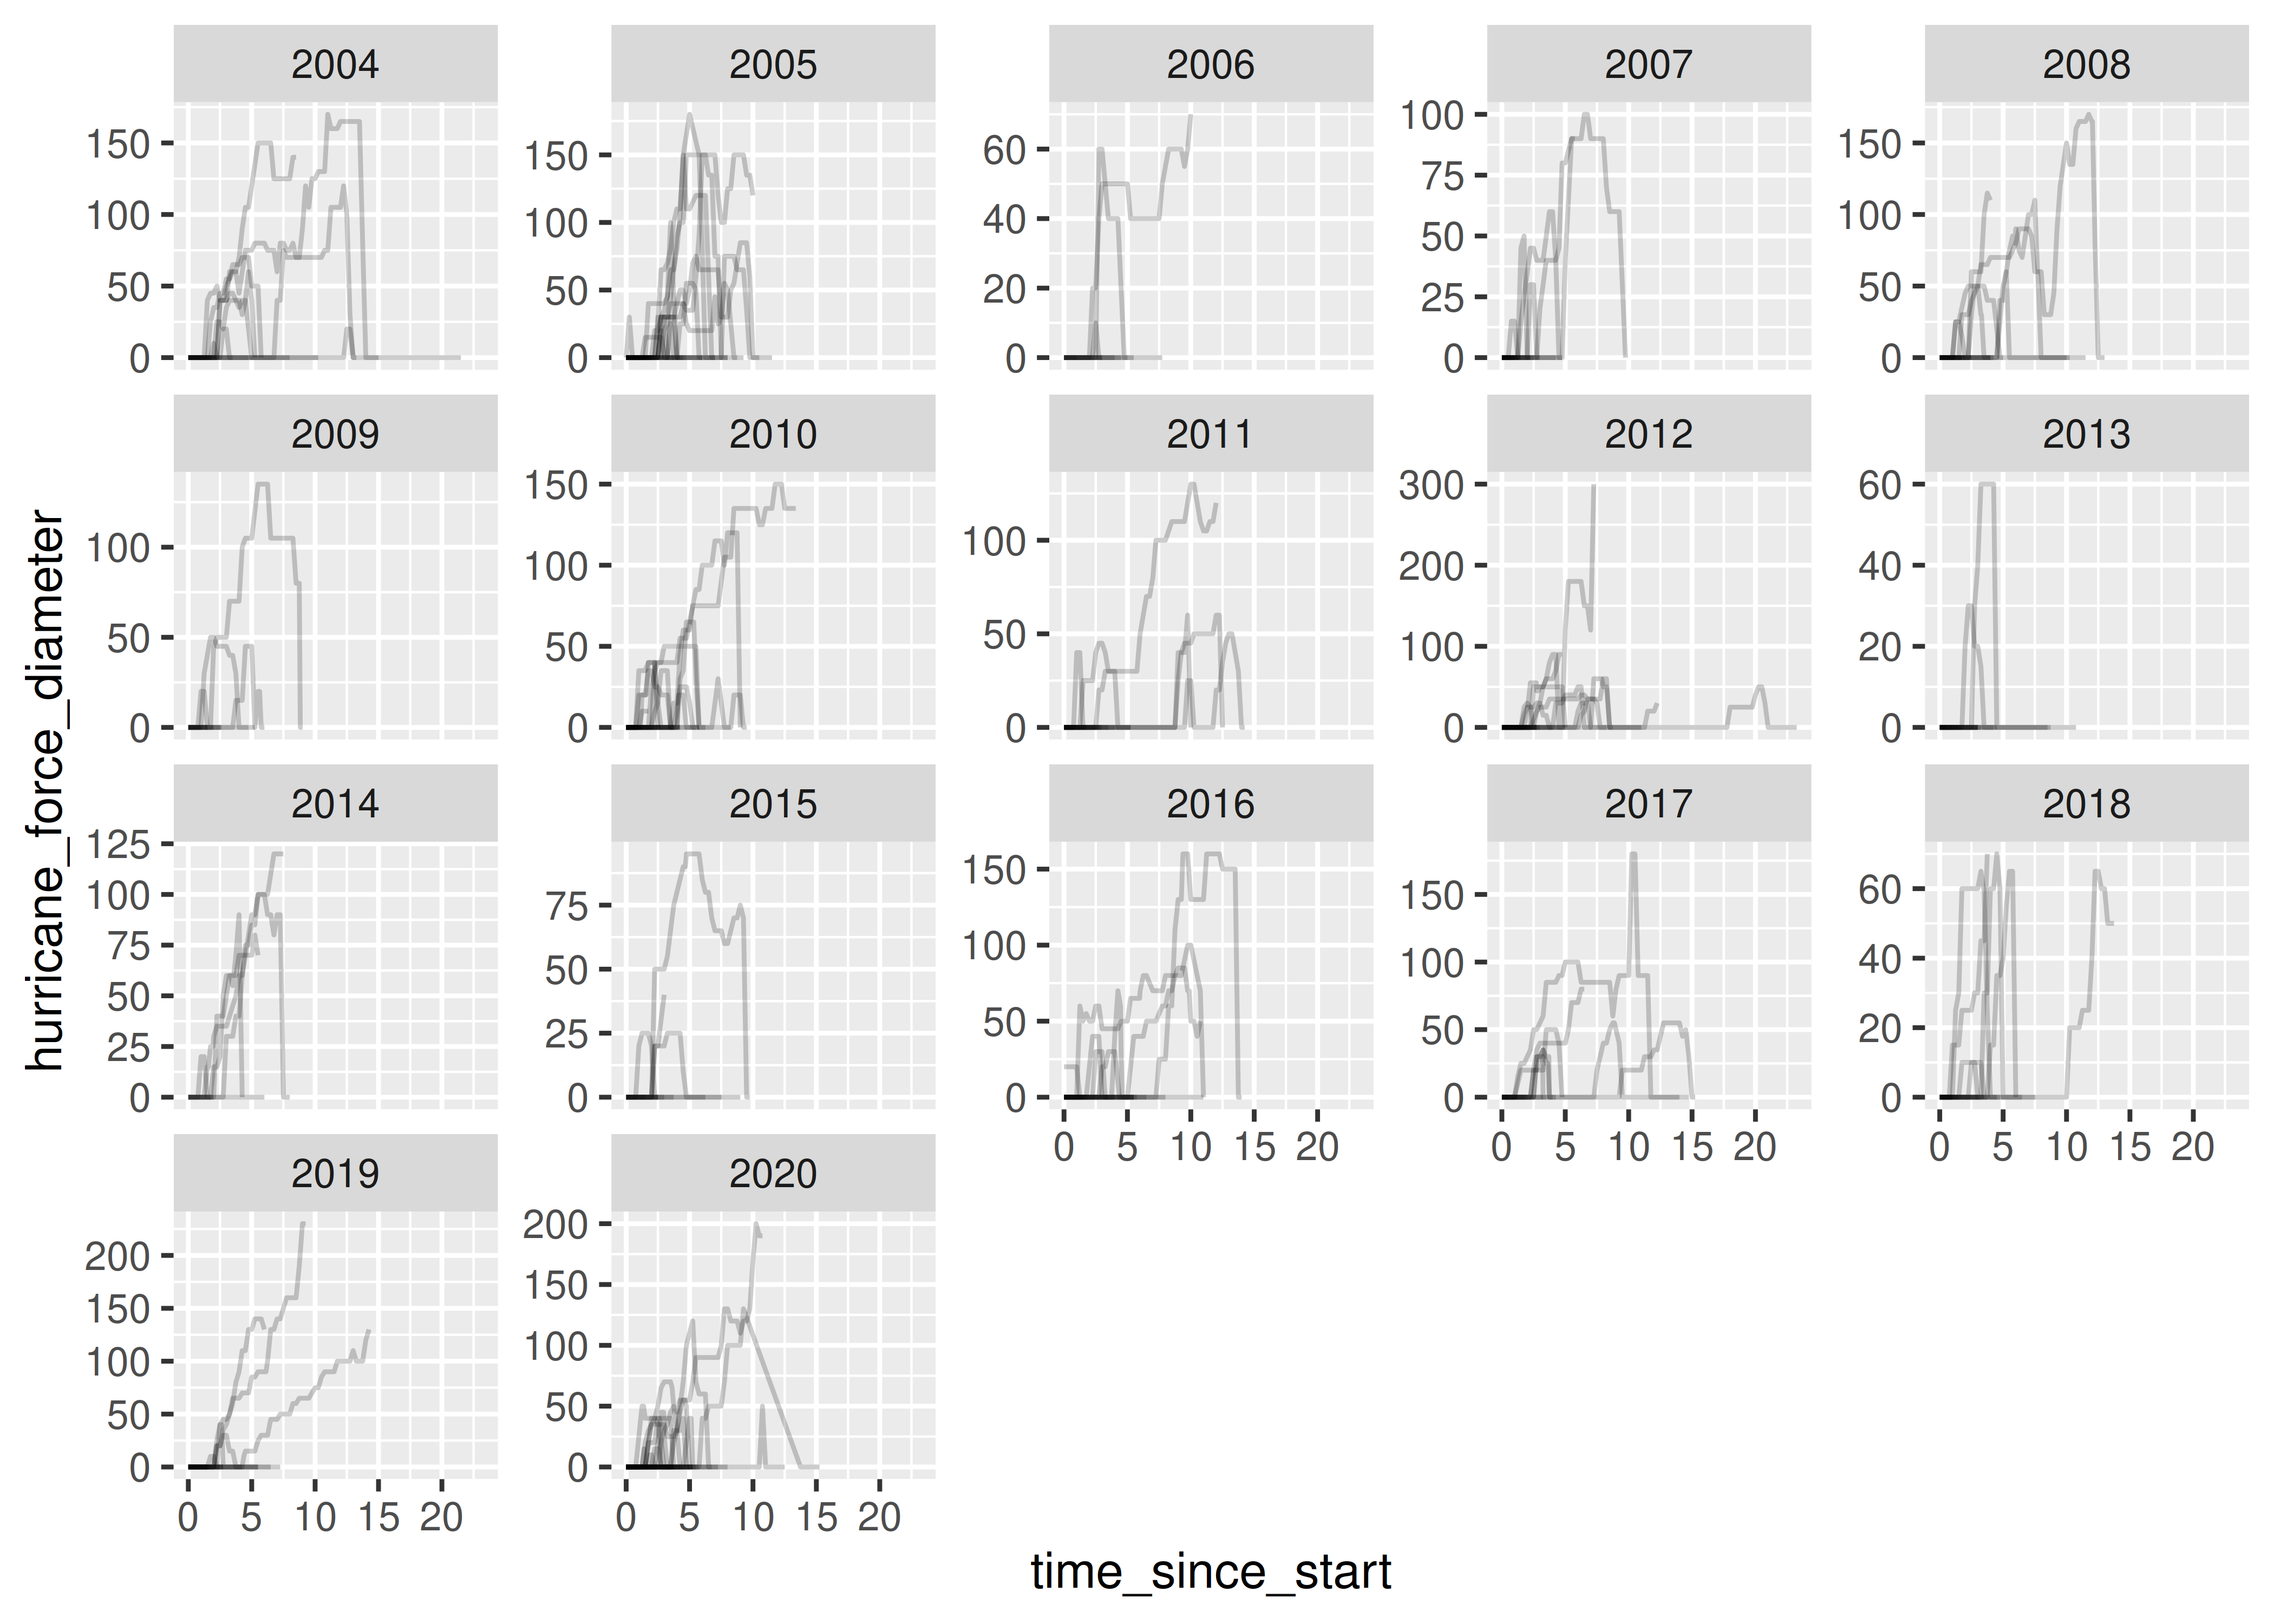 2004 2005 2006 2007 2008
150 100 50 0
150 100 50 0
60 40 20 0
100 75 50 25 0
150 100 50 0
2009 2010 2011 2012 2013
100 50 0
150 100 50 0
100 50 0
300 200 100 0
60 40 20 0
2014 2015 2016 2017 2018
125 100 75 50 25 0
75 50 25 0
150 100 50 0
150 100 50 0
60 40 20 0
0 5 10 15 20
0 5 10 15 20
0 5 10 15 20
2019 2020
200 150 100 50 0
200 150 100 50 0
0 5 10 15 20
0 5 10 15 20
hurricane_force_diameter
time_since_start